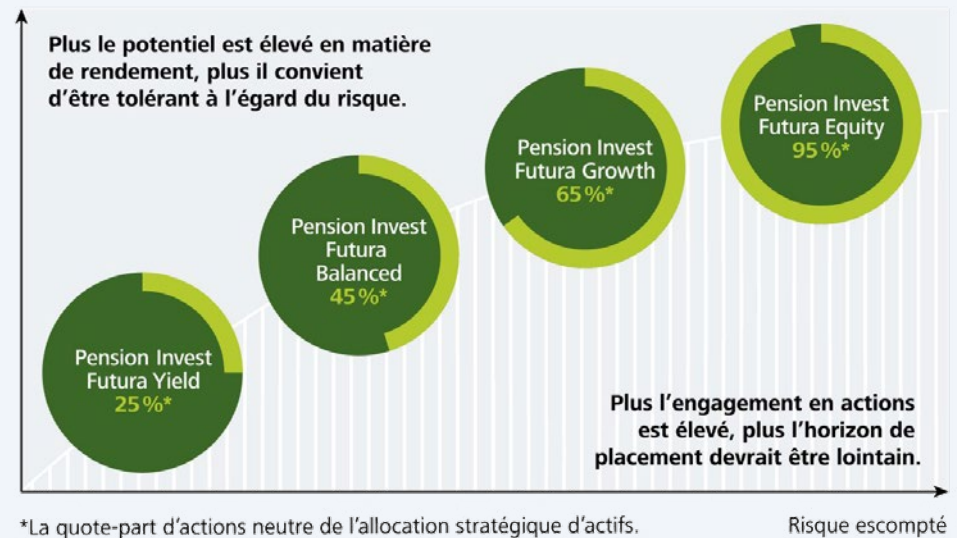 Plus le potentiel est élevé en matière
de rendement, plus il convient
d’être tolérant à l’égard du risque.
Pension Invest
Futura Equity
95%*
Pension Invest
Futura Growth
65%*
Pension Invest
Futura
Balanced
45%*
Pension Invest
Futura Yield
25%*
Plus l’engagement en actions
est élevé, plus l’horizon de
placement devrait être lointain.
*La quote-part d’actions neutre de l’allocation stratégique d’actifs.
Risque escompté